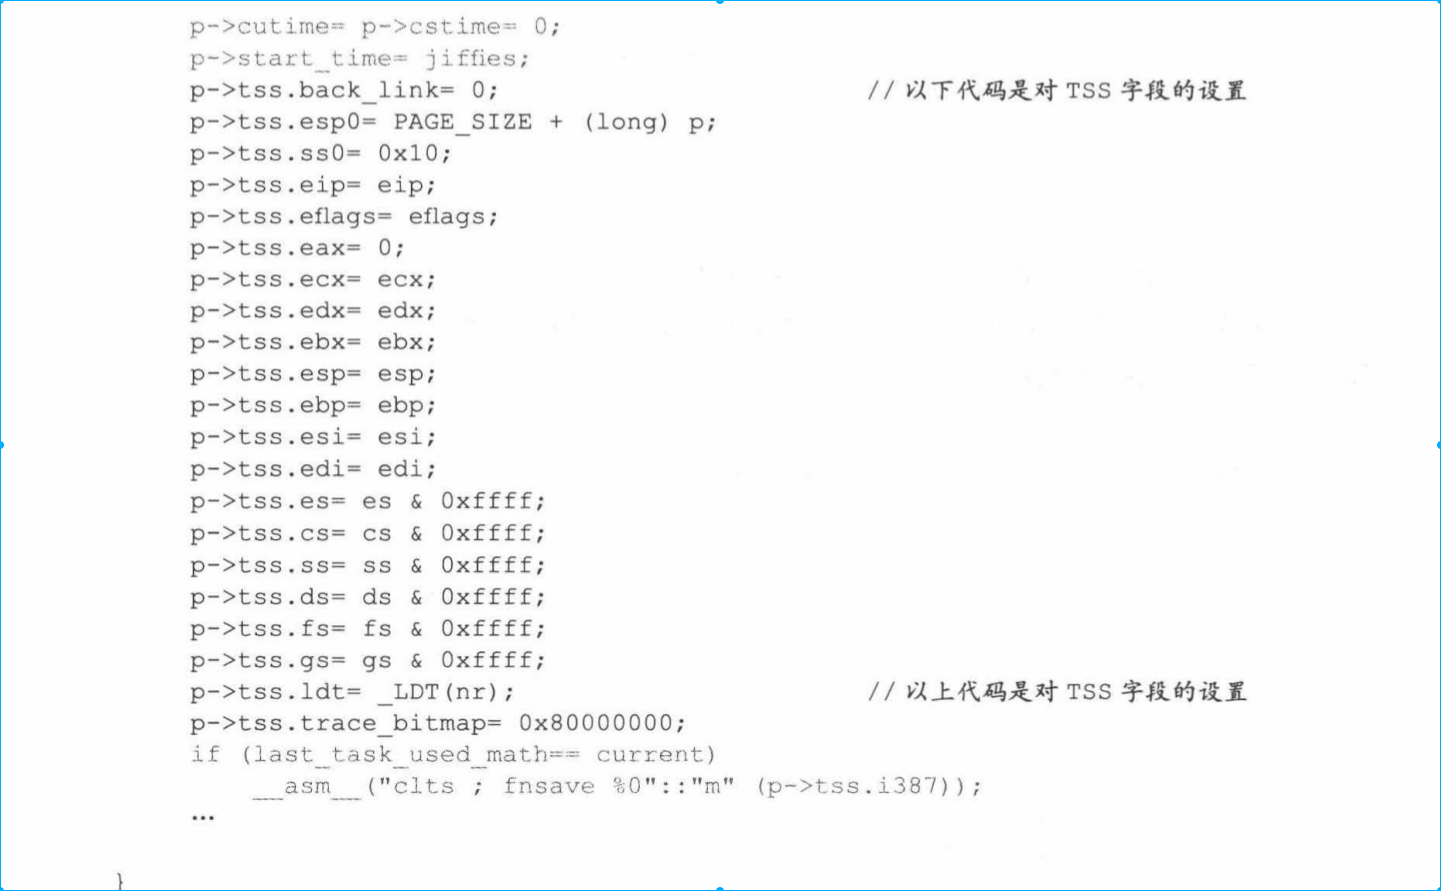 p->cutime= p->cstime= 0;
p->start_time= jiffies;
p->tss.back_link= 0; // 以下代码是对 TSS 字段的设置
p->tss.esp0= PAGE_SIZE + (long) p;
p->tss.ss0= 0x10;
p->tss.eip= eip;
p->tss.eflags= eflags;
p->tss.eax= 0;
p->tss.ecx= ecx;
p->tss.edx= edx;
p->tss.ebx= ebx;
p->tss.esp= esp;
p->tss.ebp= ebp;
p->tss.esi= esi;
p->tss.edi= edi;
p->tss.es= es & 0xffff;
p->tss.cs= cs & 0xffff;
p->tss.ss= ss & 0xffff;
p->tss.ds= ds & 0xffff;
p->tss.fs= fs & 0xffff;
p->tss.gs= gs & 0xffff;
p->tss.ldt= _LDT(nr); // 以上代码是对 TSS 字段的设置
p->tss.trace_bitmap= 0x80000000;
if (last_task_used_math== current)
__asm__("clts ; fnsave %0"::"m" (p->tss.i387));
...
}